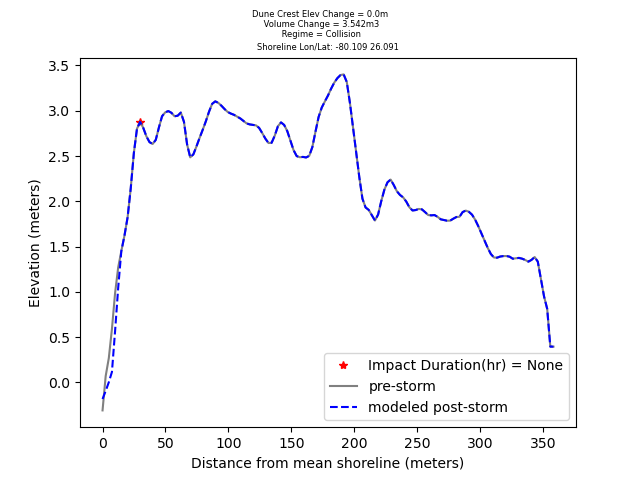 Dune Crest Elev Change = 0.0m
Volume Change = 3.542m3
Regime = Collision
Shoreline Lon/Lat: -80.109 26.091
3.5
3.0
2.5
2.0
1.5
1.0
0.5
0.0
Elevation (meters)
Impact Duration(hr) = None
pre-storm
modeled post-storm
0 50 100 150 200 250 300 350
Distance from mean shoreline (meters)